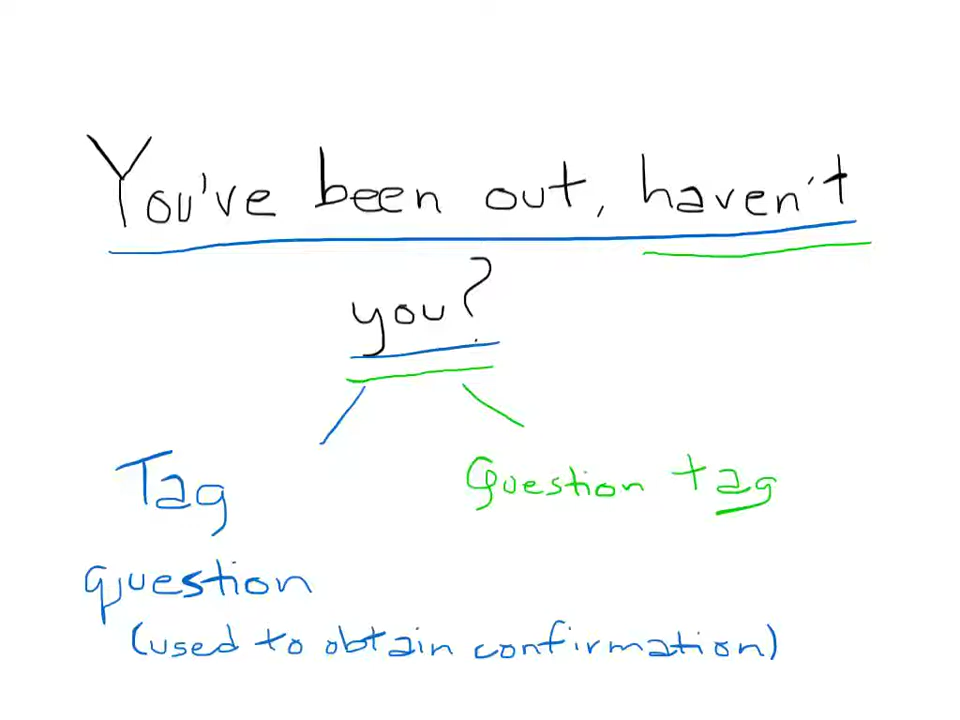 You've been out, haven't
you?
Tag
Question tag
question
(used to obtain confirmation)